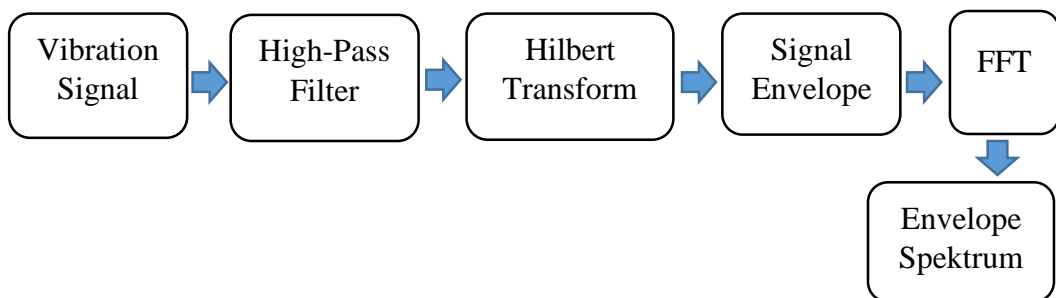 Vibration
Signal
High-Pass
Filter
Hilbert
Transform
Signal
Envelope
FFT
Envelope
Spektrum